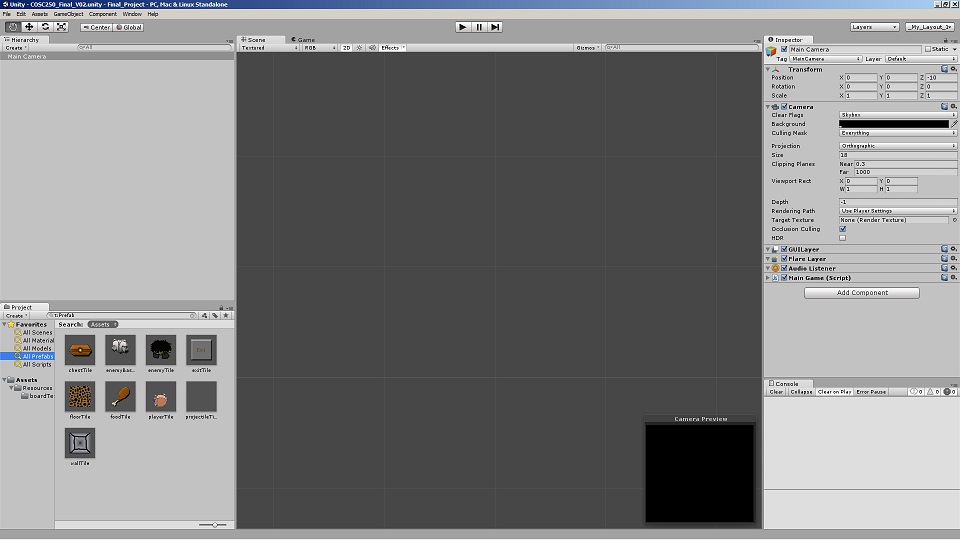 Unity - COSC250_Final_V02.unity - Final_Project - PC, Mac & Linux Standalone
File Edit Assets GameObject Component Window Help
Center Global Layers _My_Layout_1
Hierarchy
Create All
Main Camera
Scene Game
Textured RGB 2D Effects Gizmos All
Camera Preview
Project
Create t:Prefab
Favorites
All Scenes
All Material
All Models
All Prefabs
All Scripts
Assets
Resources
boardTe
Search: Assets
chestTile enemyBas... enemyTile exitTile
Exit
floorTile foodTile playerTile projectileTi...
wallTile
Inspector
Main Camera Static
Tag MainCamera Layer Default
Transform
Position X 0 Y 0 Z -10
Rotation X 0 Y 0 Z 0
Scale X 1 Y 1 Z 1
Camera
Clear Flags Skybox
Background
Culling Mask Everything
Projection Orthographic
Size 18
Clipping Planes Near 0.3
Far 1000
Viewport Rect X 0 Y 0
W 1 H 1
Depth -1
Rendering Path Use Player Settings
Target Texture None (Render Texture)
Occlusion Culling
HDR
GUILayer
Flare Layer
Audio Listener
Main Game (Script)
Add Component
Console
Clear Collapse Clear on Play Error Pause 0 0 0